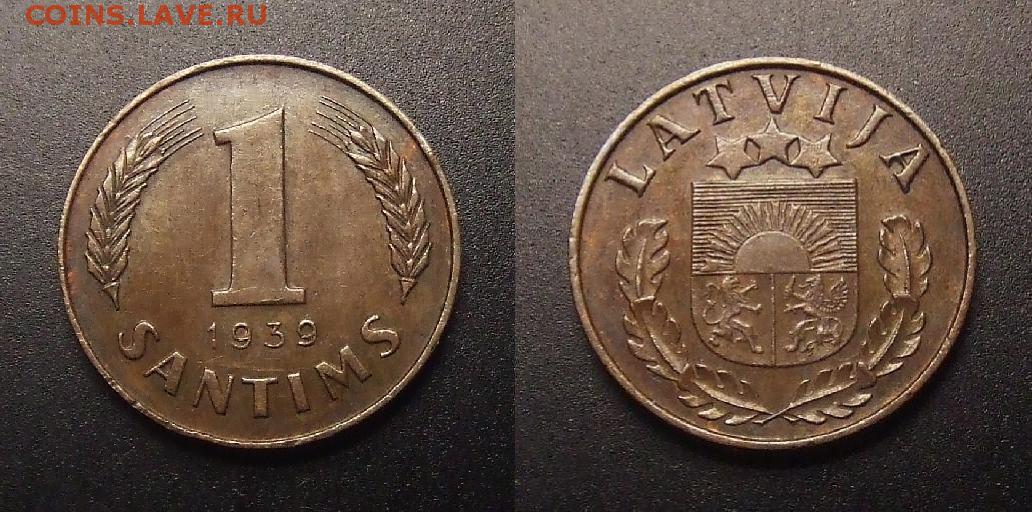 COINS.LAVE.RU
1
1939
SANTIMS
LATVIJA